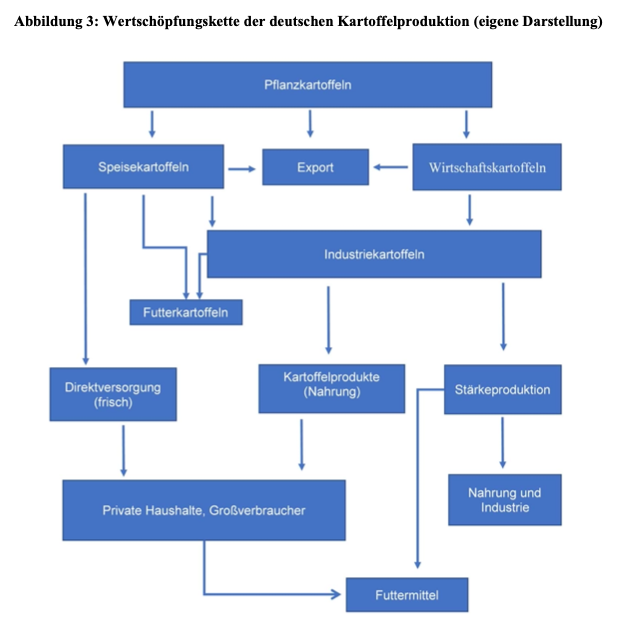 Abbildung 3: Wertschöpfungskette der deutschen Kartoffelproduktion (eigene Darstellung)
Pflanzkartoffeln
Speisekartoffeln
Export
Wirtschaftskartoffeln
Industriekartoffeln
Futterkartoffeln
Direktversorgung
(frisch)
Kartoffelprodukte
(Nahrung)
Stärkeproduktion
Private Haushalte, Großverbraucher
Nahrung und
Industrie
Futtermittel